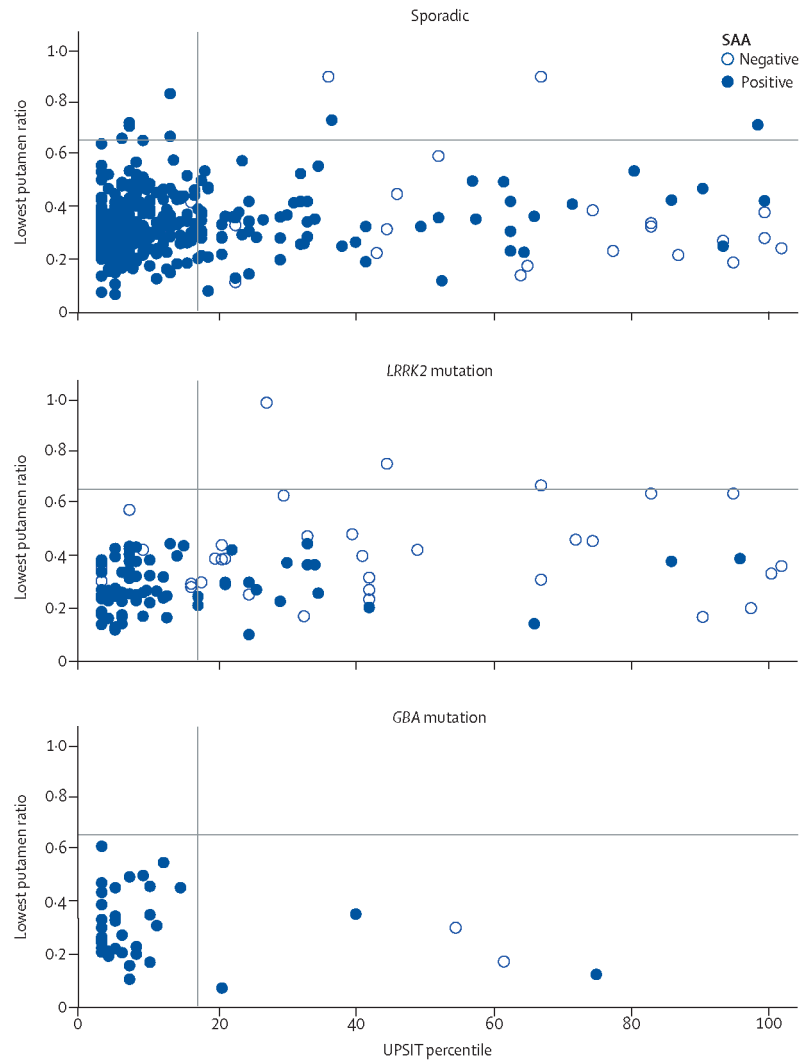 Sporadic
SAA
Negative
Positive
1·0
0·8
0·6
0·4
0·2
0
Lowest putamen ratio
LRRK2 mutation
1·0
0·8
0·6
0·4
0·2
0
Lowest putamen ratio
GBA mutation
1·0
0·8
0·6
0·4
0·2
0
Lowest putamen ratio
0 20 40 60 80 100
UPSIT percentile